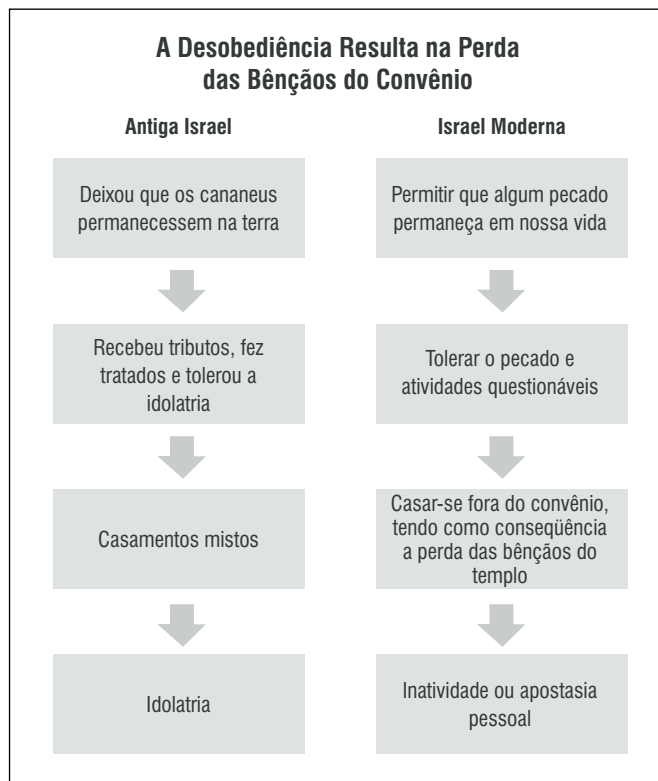 A Desobediência Resulta na Perda
das Bênçãos do Convênio
Antiga Israel
Deixou que os cananeus
permanecessem na terra
Recebeu tributos, fez
tratados e tolerou a
idolatria
Casamentos mistos
Idolatria
Israel Moderna
Permitir que algum pecado
permaneça em nossa vida
Tolerar o pecado e
atividades questionáveis
Casar-se fora do convênio,
tendo como conseqüência
a perda das bênçãos do
templo
Inatividade ou apostasia
pessoal